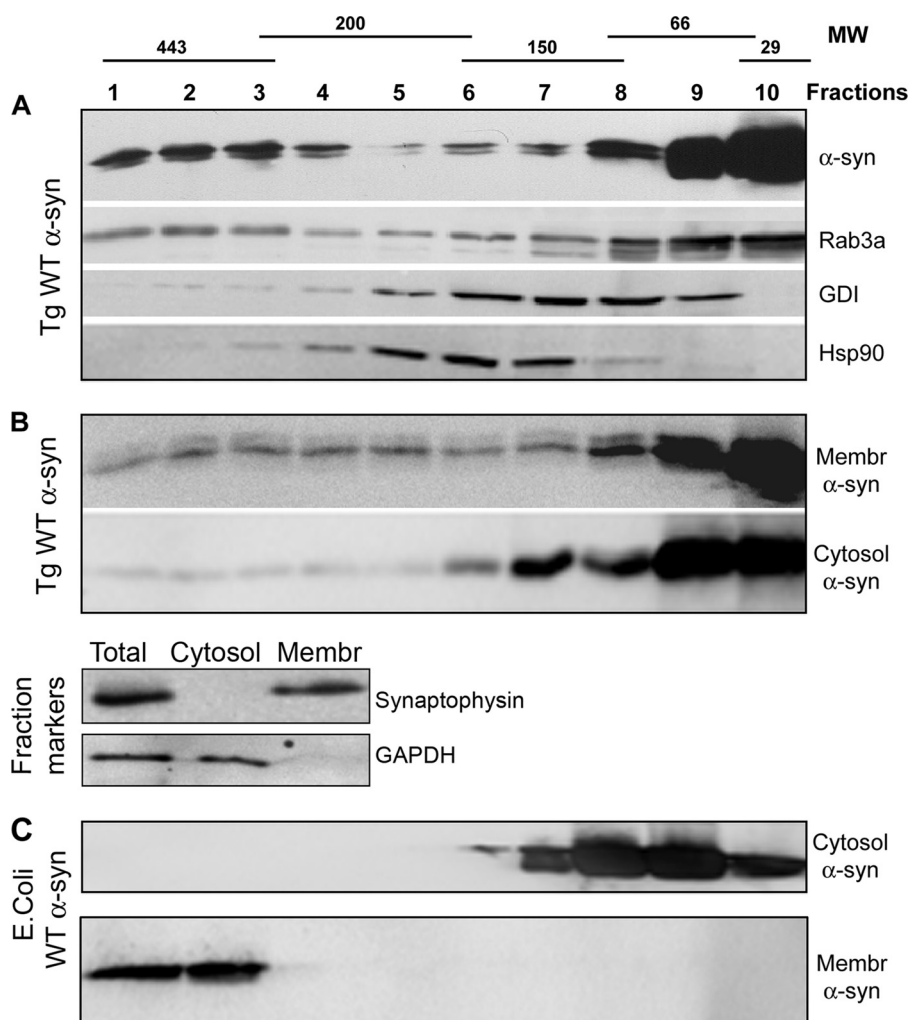 200 66 MW
443 150 29
1 2 3 4 5 6 7 8 9 10 Fractions
A
Tg WT α-syn
α-syn
Rab3a
GDI
Hsp90
B
Tg WT α-syn
Membr
α-syn
Cytosol
α-syn
Total Cytosol Membr
Fraction
markers
Synaptophysin
GAPDH
C
E.Coli
WT α-syn
Cytosol
α-syn
Membr
α-syn